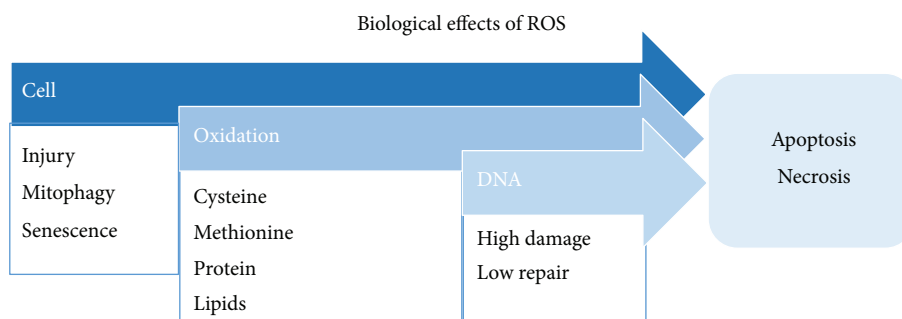 Biological effects of ROS
Cell
Injury
Mitophagy
Senescence
Oxidation
Cysteine
Methionine
Protein
Lipids
DNA
High damage
Low repair
Apoptosis
Necrosis